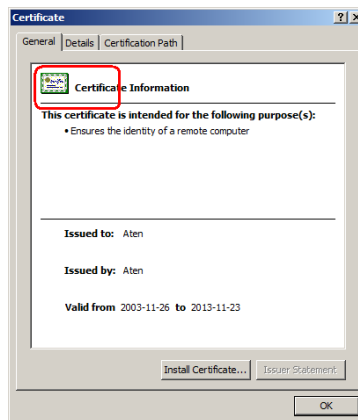 Certificate
General Details Certification Path
Certificate Information
This certificate is intended for the following purpose(s):
• Ensures the identity of a remote computer
Issued to: Aten
Issued by: Aten
Valid from 2003-11-26 to 2013-11-23
Install Certificate... Issuer Statement
OK